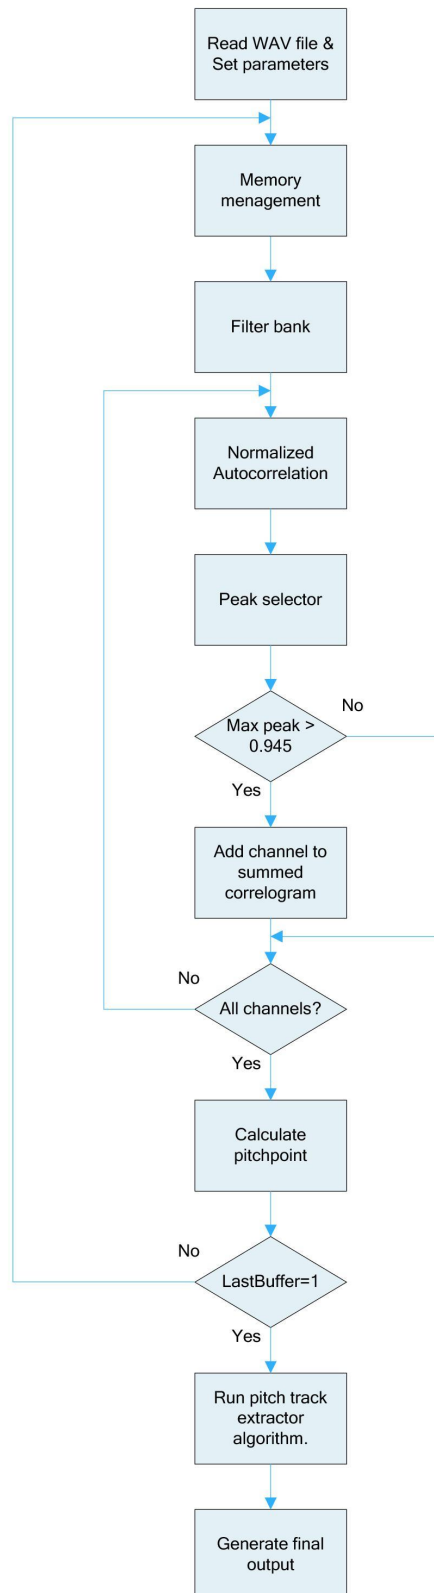 Read WAV file &
Set parameters
Memory
menagement
Filter bank
Normalized
Autocorrelation
Peak selector
Max peak >
0.945
No
Yes
Add channel to
summed
correlogram
No
All channels?
Yes
Calculate
pitchpoint
No
LastBuffer=1
Yes
Run pitch track
extractor
algorithm.
Generate final
output